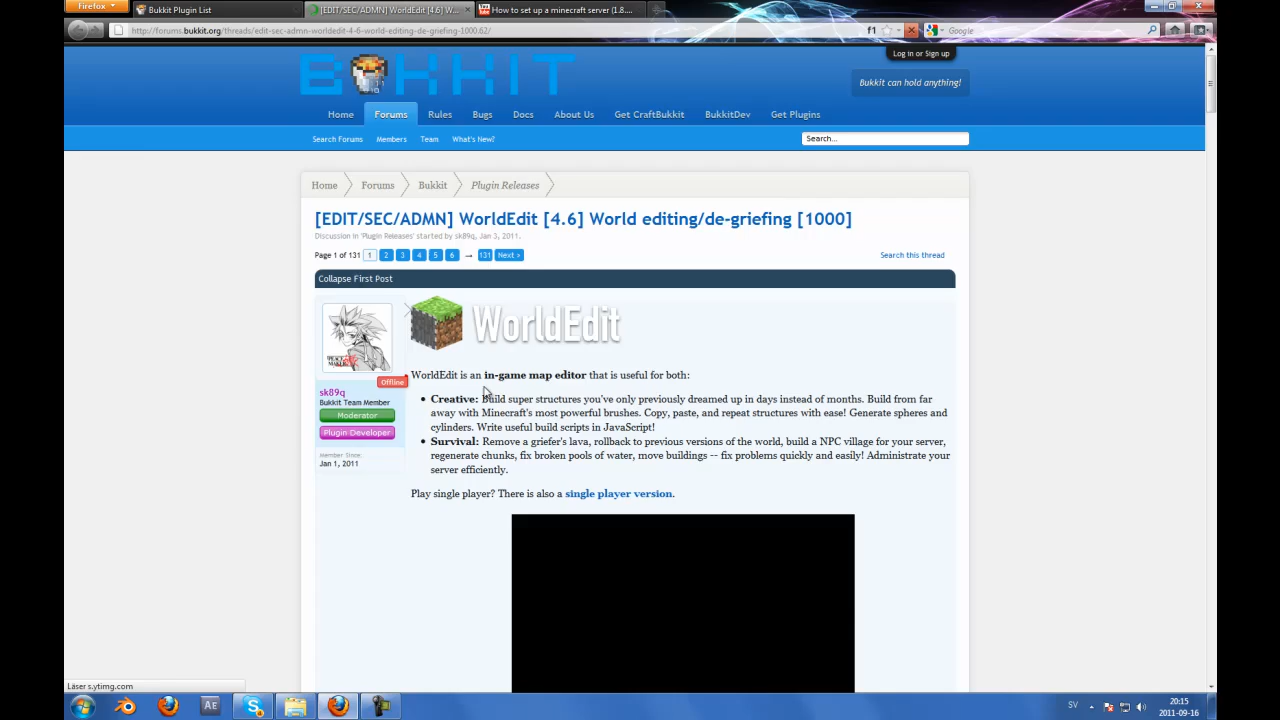 Firefox
Bukkit Plugin List
[EDIT/SEC/ADMN] WorldEdit [4.6] W...
How to set up a minecraft server (1.8....
http://forums.bukkit.org/threads/edit-sec-admn-worldedit-4-6-world-editing-de-griefing-1000.62/
f1
Google
Log in or Sign up
BUKKIT
Bukkit can hold anything!
Home
Forums
Rules
Bugs
Docs
About Us
Get CraftBukkit
BukkitDev
Get Plugins
Search Forums
Members
Team
What's New?
Search...
Home
Forums
Bukkit
Plugin Releases
[EDIT/SEC/ADMN] WorldEdit [4.6] World editing/de-griefing [1000]
Discussion in 'Plugin Releases' started by sk89q, Jan 3, 2011.
Page 1 of 131 1 2 3 4 5 6 → 131 Next >
Search this thread
Collapse First Post
WorldEdit
PEACE MAKER
Offline
sk89q
Bukkit Team Member
Moderator
Plugin Developer
Member Since:
Jan 1, 2011
WorldEdit is an in-game map editor that is useful for both:
• Creative: Build super structures you've only previously dreamed up in days instead of months. Build from far
away with Minecraft's most powerful brushes. Copy, paste, and repeat structures with ease! Generate spheres and
cylinders. Write useful build scripts in JavaScript!
• Survival: Remove a griefer's lava, rollback to previous versions of the world, build a NPC village for your server,
regenerate chunks, fix broken pools of water, move buildings -- fix problems quickly and easily! Administrate your
server efficiently.
Play single player? There is also a single player version.
Läser s.ytimg.com
AE
SV
20:15
2011-09-16